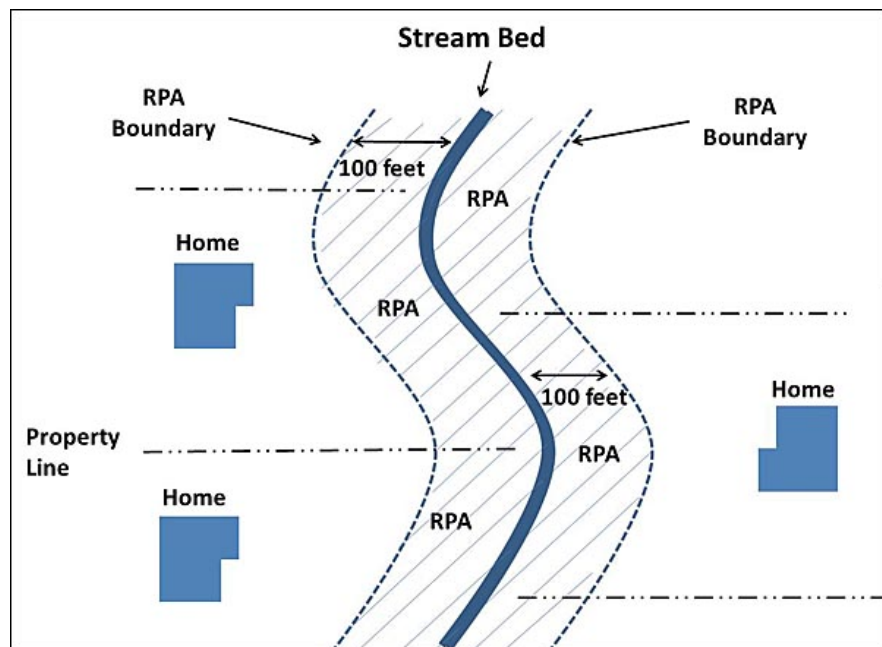 Stream Bed
RPA
Boundary
RPA
Boundary
100 feet
RPA
Home
RPA
100 feet
Home
Property
Line
RPA
Home
RPA